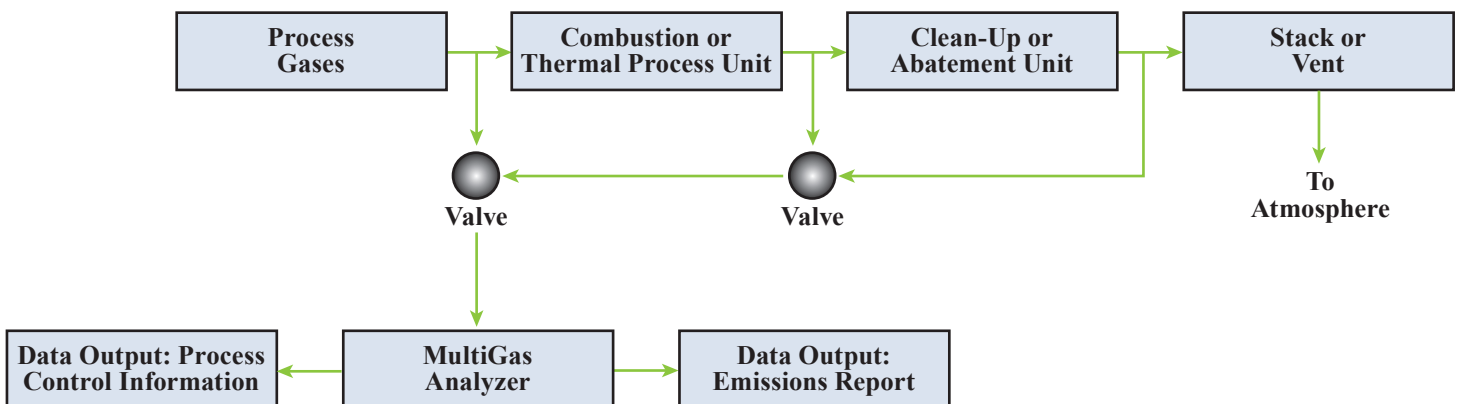 Process
Gases
Combustion or
Thermal Process Unit
Clean-Up or
Abatement Unit
Stack or
Vent
Valve
Valve
To
Atmosphere
Data Output: Process
Control Information
MultiGas
Analyzer
Data Output:
Emissions Report